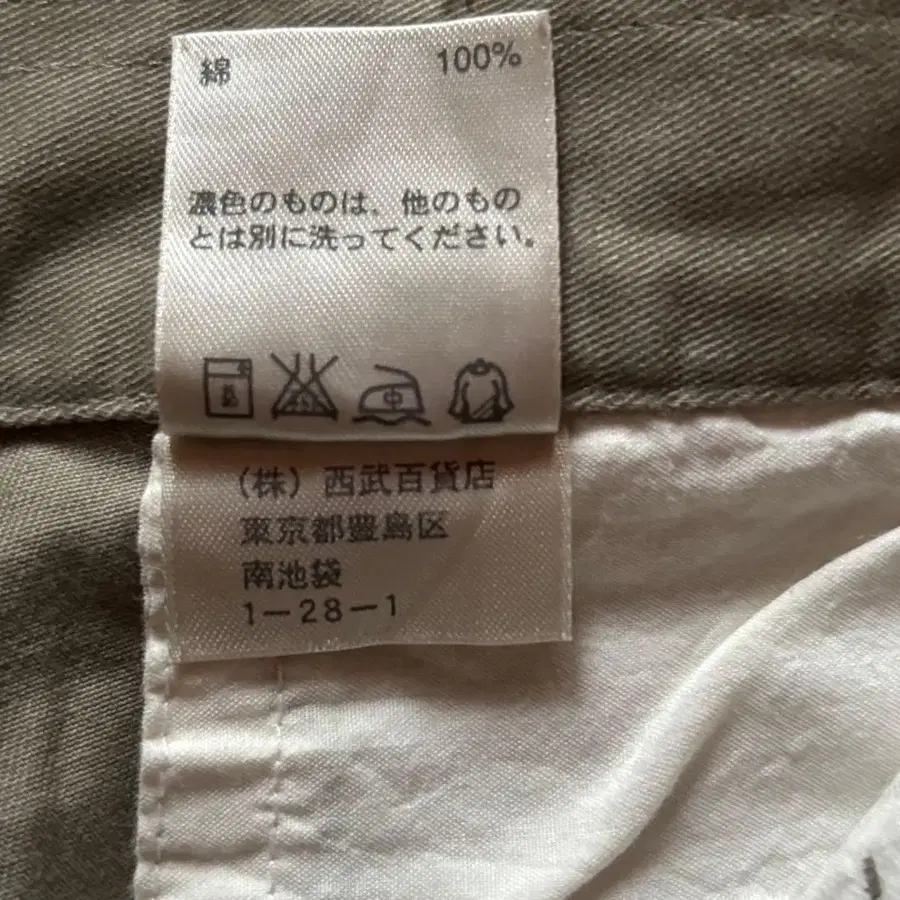 綿 100%
濃色のものは、他のもの
とは別に洗ってください。
中
(株) 西武百貨店
東京都豊島区
南池袋
1-28-1